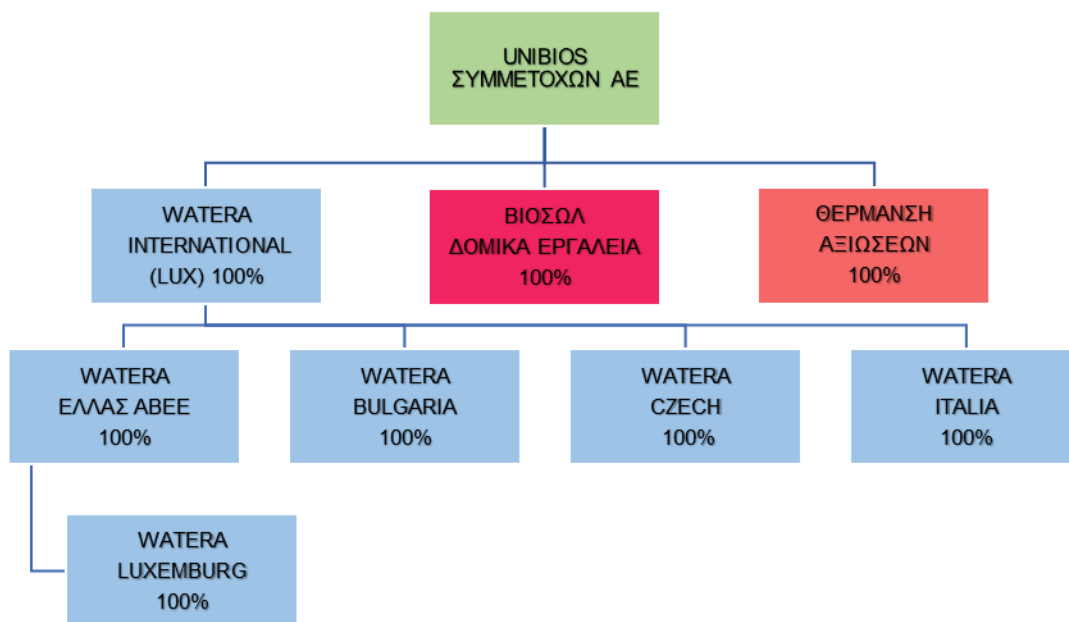 UNIBIOS
ΣΥΜΜΕΤΟΧΩΝ ΑΕ
WATERA
INTERNATIONAL
(LUX) 100%
ΒΙΟΣΩΛ
ΔΟΜΙΚΑ ΕΡΓΑΛΕΙΑ
100%
ΘΕΡΜΑΝΣΗ
ΑΞΙΩΣΕΩΝ
100%
WATERA
ΕΛΛΑΣ ΑΒΕΕ
100%
WATERA
BULGARIA
100%
WATERA
CZECH
100%
WATERA
ITALIA
100%
WATERA
LUXEMBURG
100%